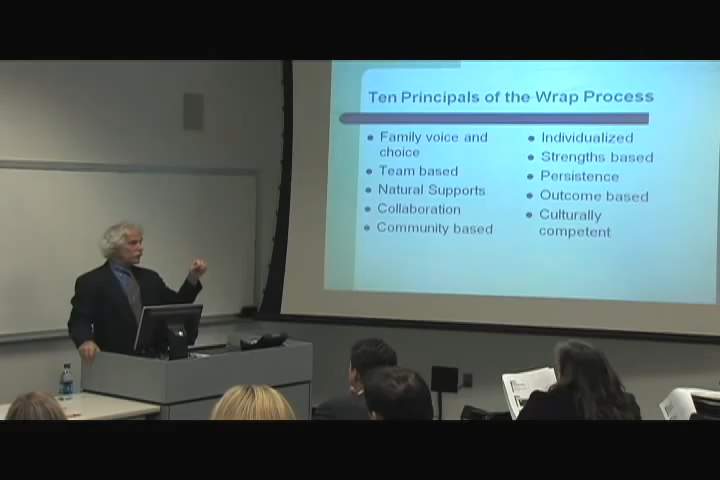 Ten Principals of the Wrap Process
Family voice and
choice
Team based
Natural Supports
Collaboration
Community based
Individualized
Strengths based
Persistence
Outcome based
Culturally
competent